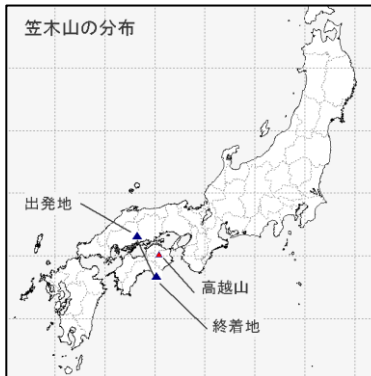 笠木山の分布
出発地
高越山
終着地